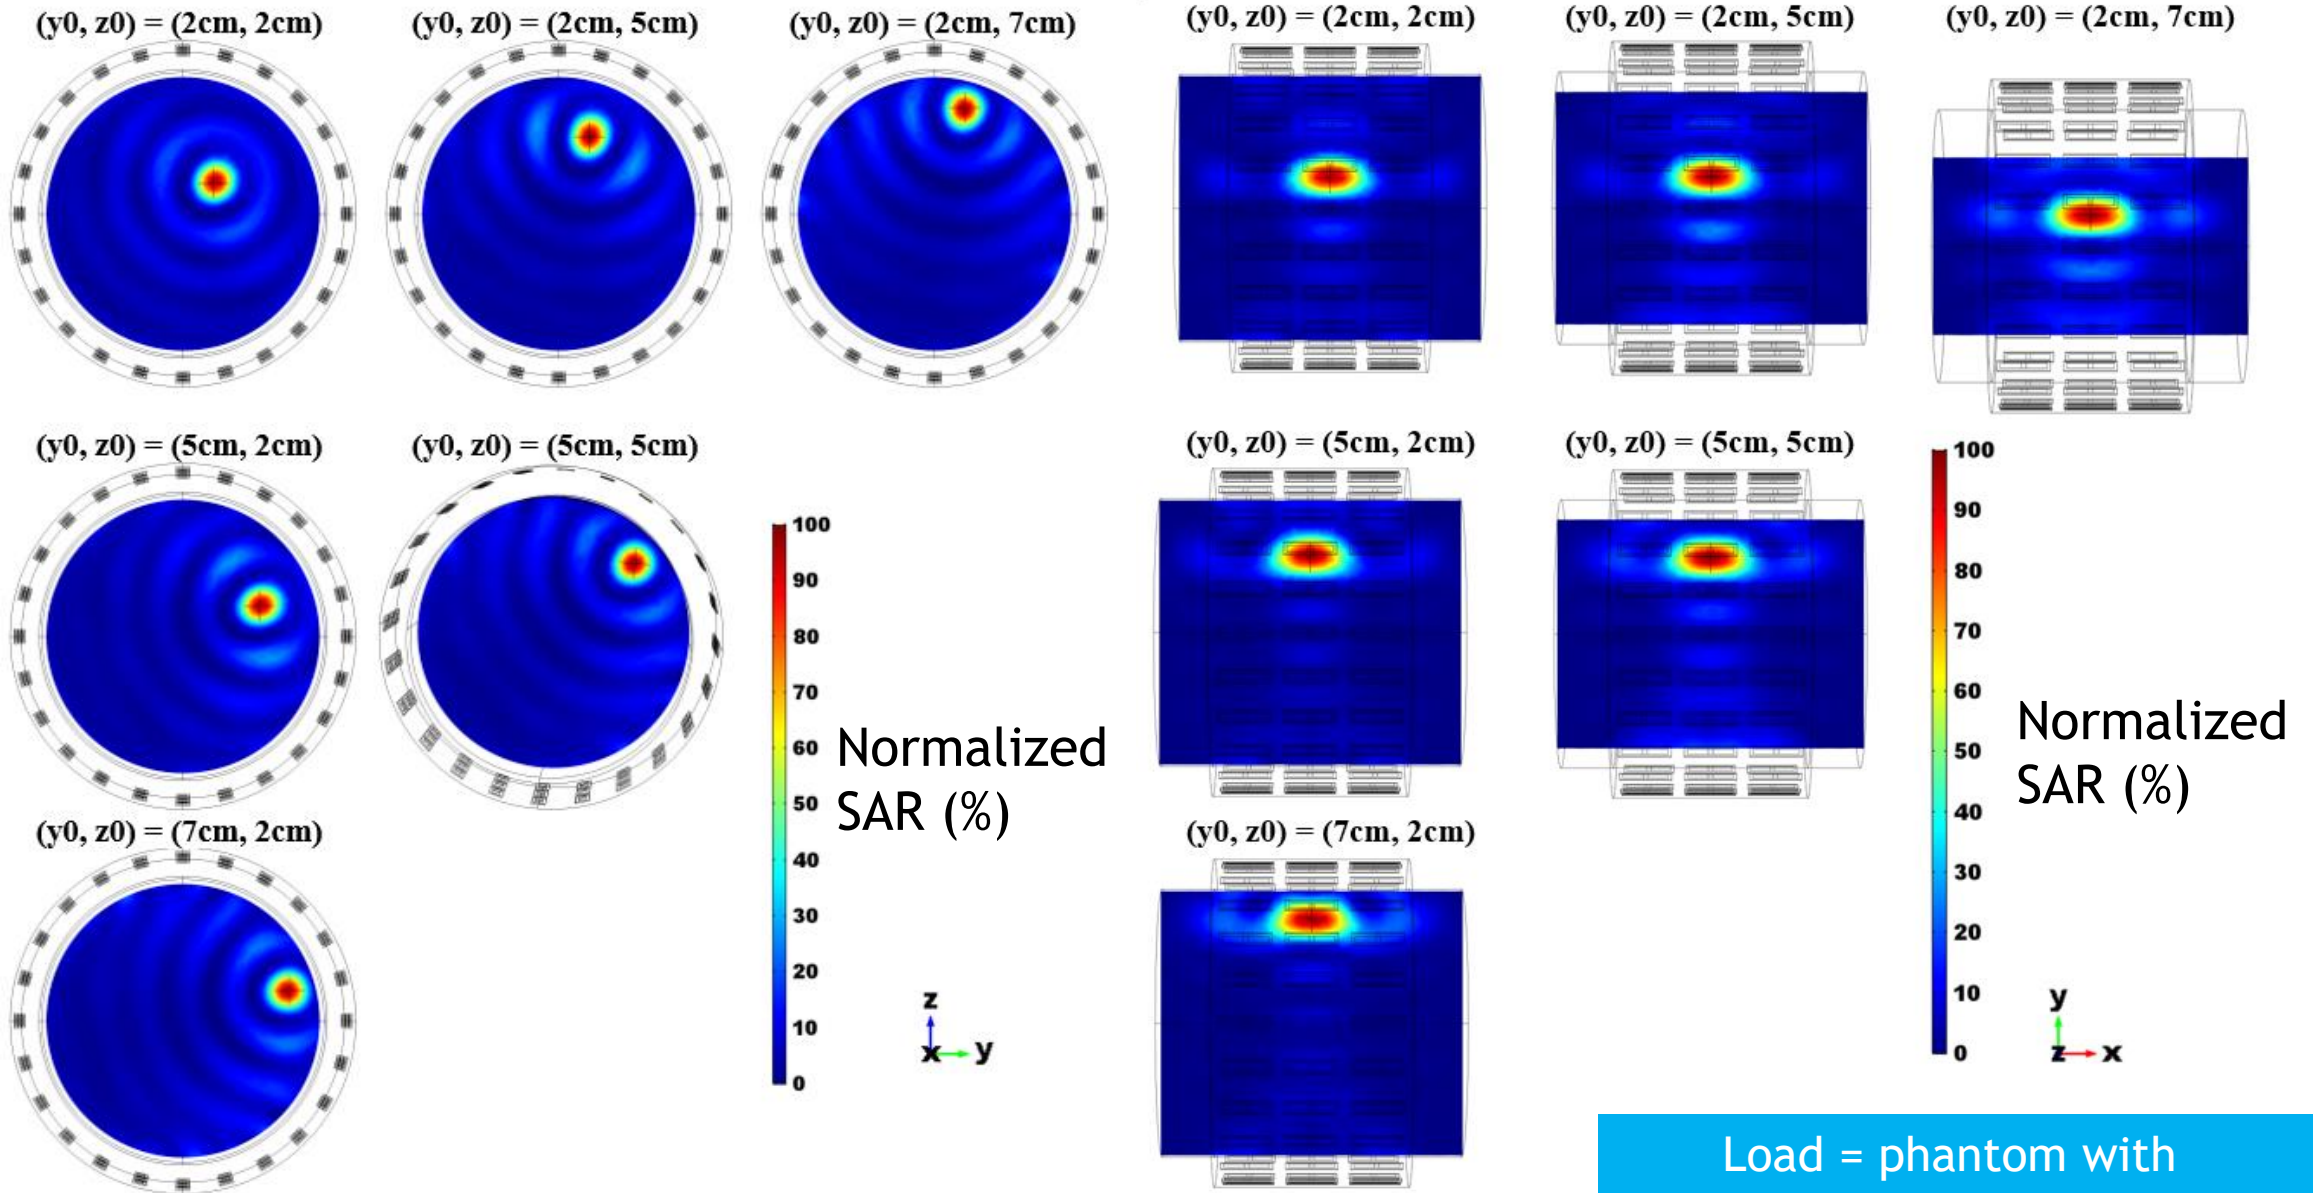 (y0, z0) = (2cm, 2cm)
(y0, z0) = (2cm, 5cm)
(y0, z0) = (2cm, 7cm)
(y0, z0) = (2cm, 2cm)
(y0, z0) = (2cm, 5cm)
(y0, z0) = (2cm, 7cm)
(y0, z0) = (5cm, 2cm)
(y0, z0) = (5cm, 5cm)
(y0, z0) = (5cm, 2cm)
(y0, z0) = (5cm, 5cm)
100
90
80
70
60
50
40
30
20
10
0
Normalized
SAR (%)
100
90
80
70
60
50
40
30
20
10
0
Normalized
SAR (%)
(y0, z0) = (7cm, 2cm)
(y0, z0) = (7cm, 2cm)
z
x
y
y
z
x
Load = phantom with